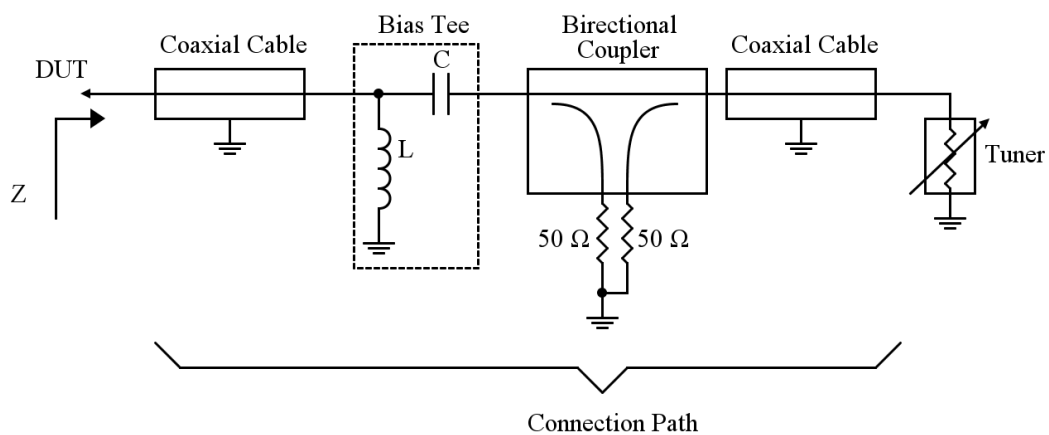 Bias Tee
Birectional
Coupler
Coaxial Cable
Coaxial Cable
C
DUT
L
Tuner
Z
50 Ω
50 Ω
Connection Path